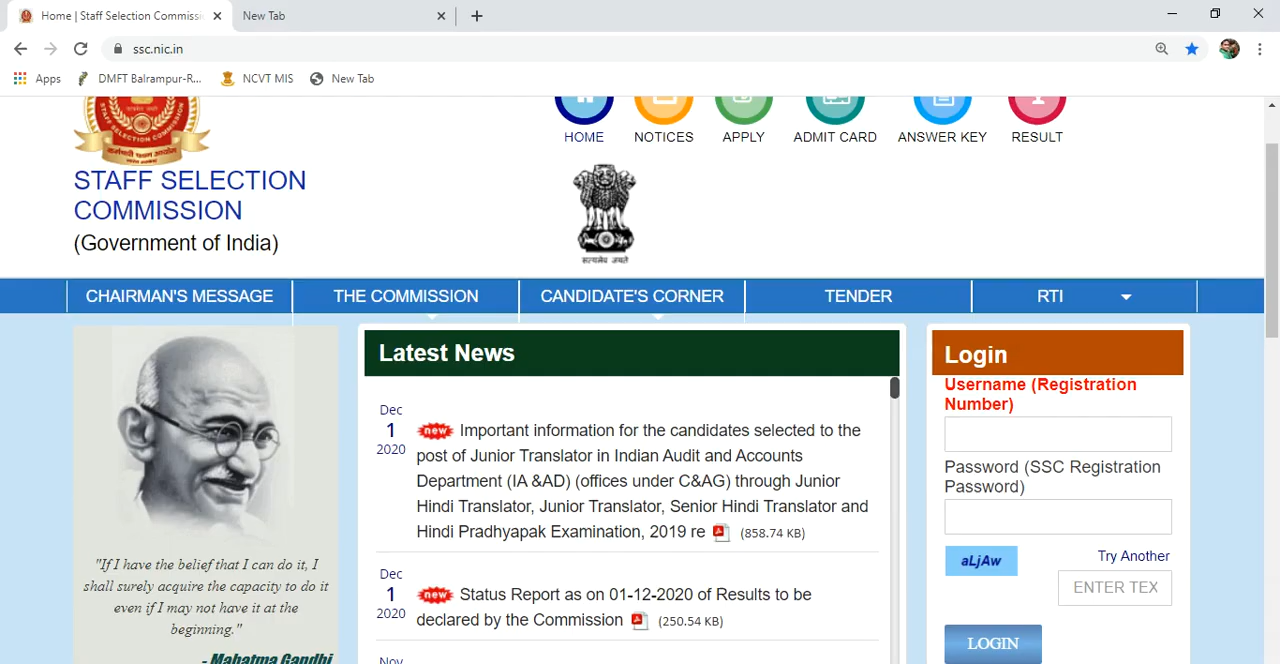 Home | Staff Selection Commissi
New Tab
ssc.nic.in
Apps
DMFT Balrampur-R...
NCVT MIS
New Tab
HOME
NOTICES
APPLY
ADMIT CARD
ANSWER KEY
RESULT
STAFF SELECTION
COMMISSION
(Government of India)
सत्यमेव जयते
CHAIRMAN'S MESSAGE
THE COMMISSION
CANDIDATE'S CORNER
TENDER
RTI
"If I have the belief that I can do it, I
shall surely acquire the capacity to do it
even if I may not have it at the
beginning."
- Mahatma Gandhi
Latest News
Dec
1
2020
new Important information for the candidates selected to the
post of Junior Translator in Indian Audit and Accounts
Department (IA &AD) (offices under C&AG) through Junior
Hindi Translator, Junior Translator, Senior Hindi Translator and
Hindi Pradhyapak Examination, 2019 re (858.74 KB)
Dec
1
2020
new Status Report as on 01-12-2020 of Results to be
declared by the Commission (250.54 KB)
Nov
Login
Username (Registration
Number)
Password (SSC Registration
Password)
aLjAw
Try Another
ENTER TEX
LOGIN